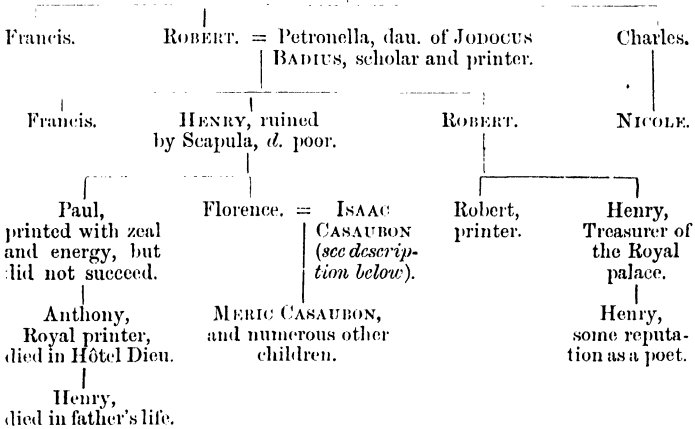 Francis. ROBERT. = Petronella, dau. of JODOCUS Charles.
BADIUS, scholar and printer.
Francis. HENRY, ruined ROBERT. NICOLE.
by Scapula, d. poor.
Paul, Florence. = ISAAC Robert, Henry,
printed with zeal CASAUBON printer. Treasurer of
and energy, but (see descrip- the Royal
did not succeed. tion below). palace.
Anthony, MERIC CASAUBON, Henry,
Royal printer, and numerous other some reputa-
died in Hôtel Dieu. children. tion as a poet.
Henry,
died in father's life.